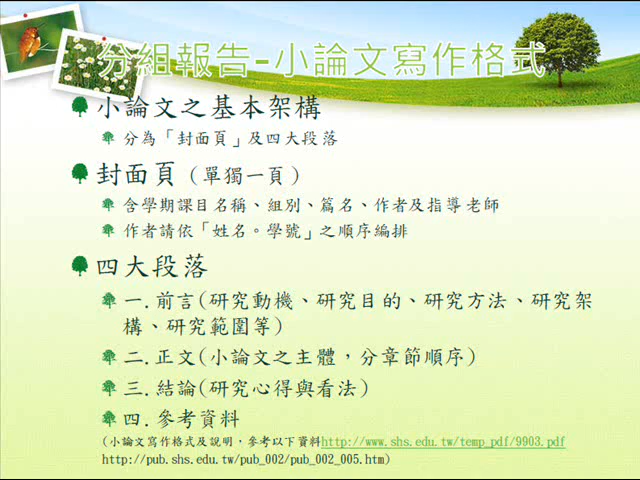 分組報告-小論文寫作格式
小論文之基本架構
分為「封面頁」及四大段落
封面頁（單獨一頁）
含學期課目名稱、組別、篇名、作者及指導老師
作者請依「姓名。學號」之順序編排
四大段落
一.前言(研究動機、研究目的、研究方法、研究架
構、研究範圍等)
二.正文(小論文之主體，分章節順序)
三.結論(研究心得與看法)
四.參考資料
(小論文寫作格式及說明，參考以下資料http://www.shs.edu.tw/temp_pdf/9903.pdf
http://pub.shs.edu.tw/pub_002/pub_002_005.htm)